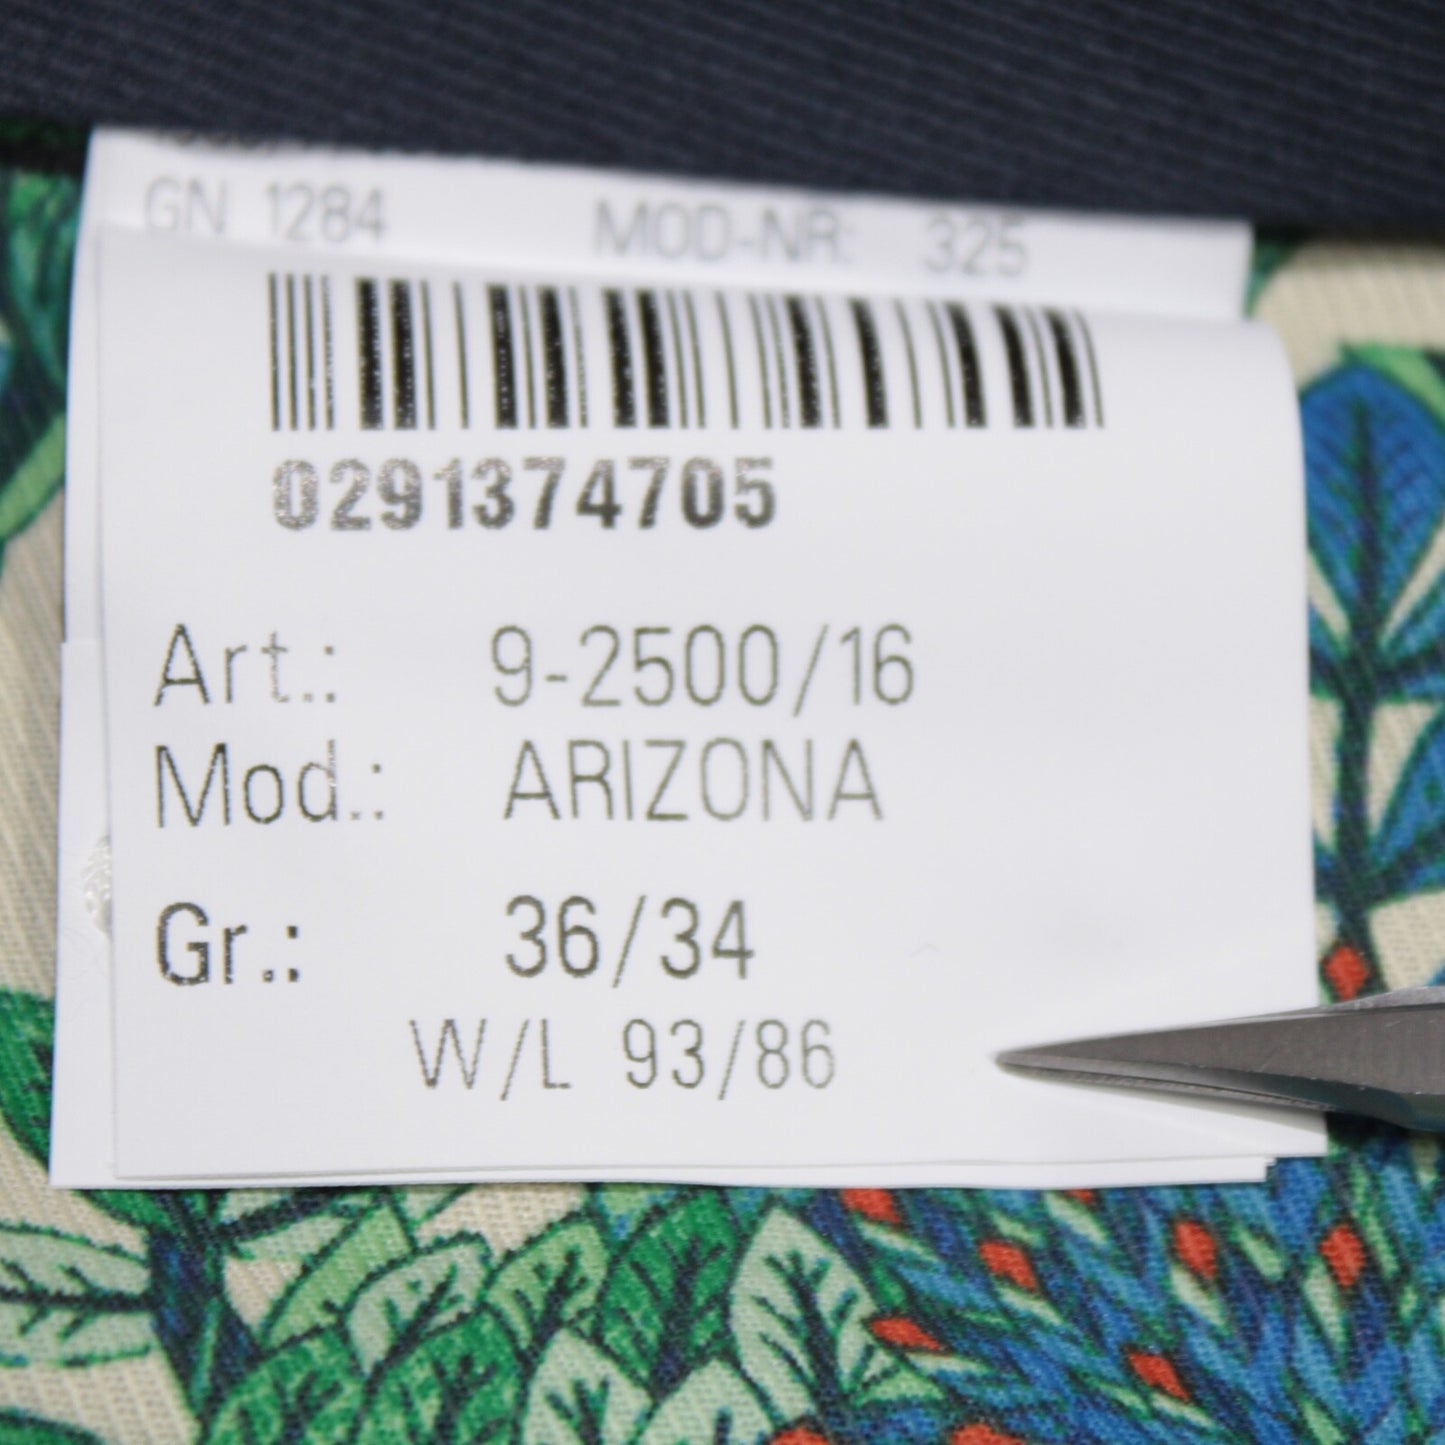 GN 1284 MOD-NR: 325
0291374705
Art.: 9-2500/16
Mod.: ARIZONA
Gr.: 36/34
W/L 93/86